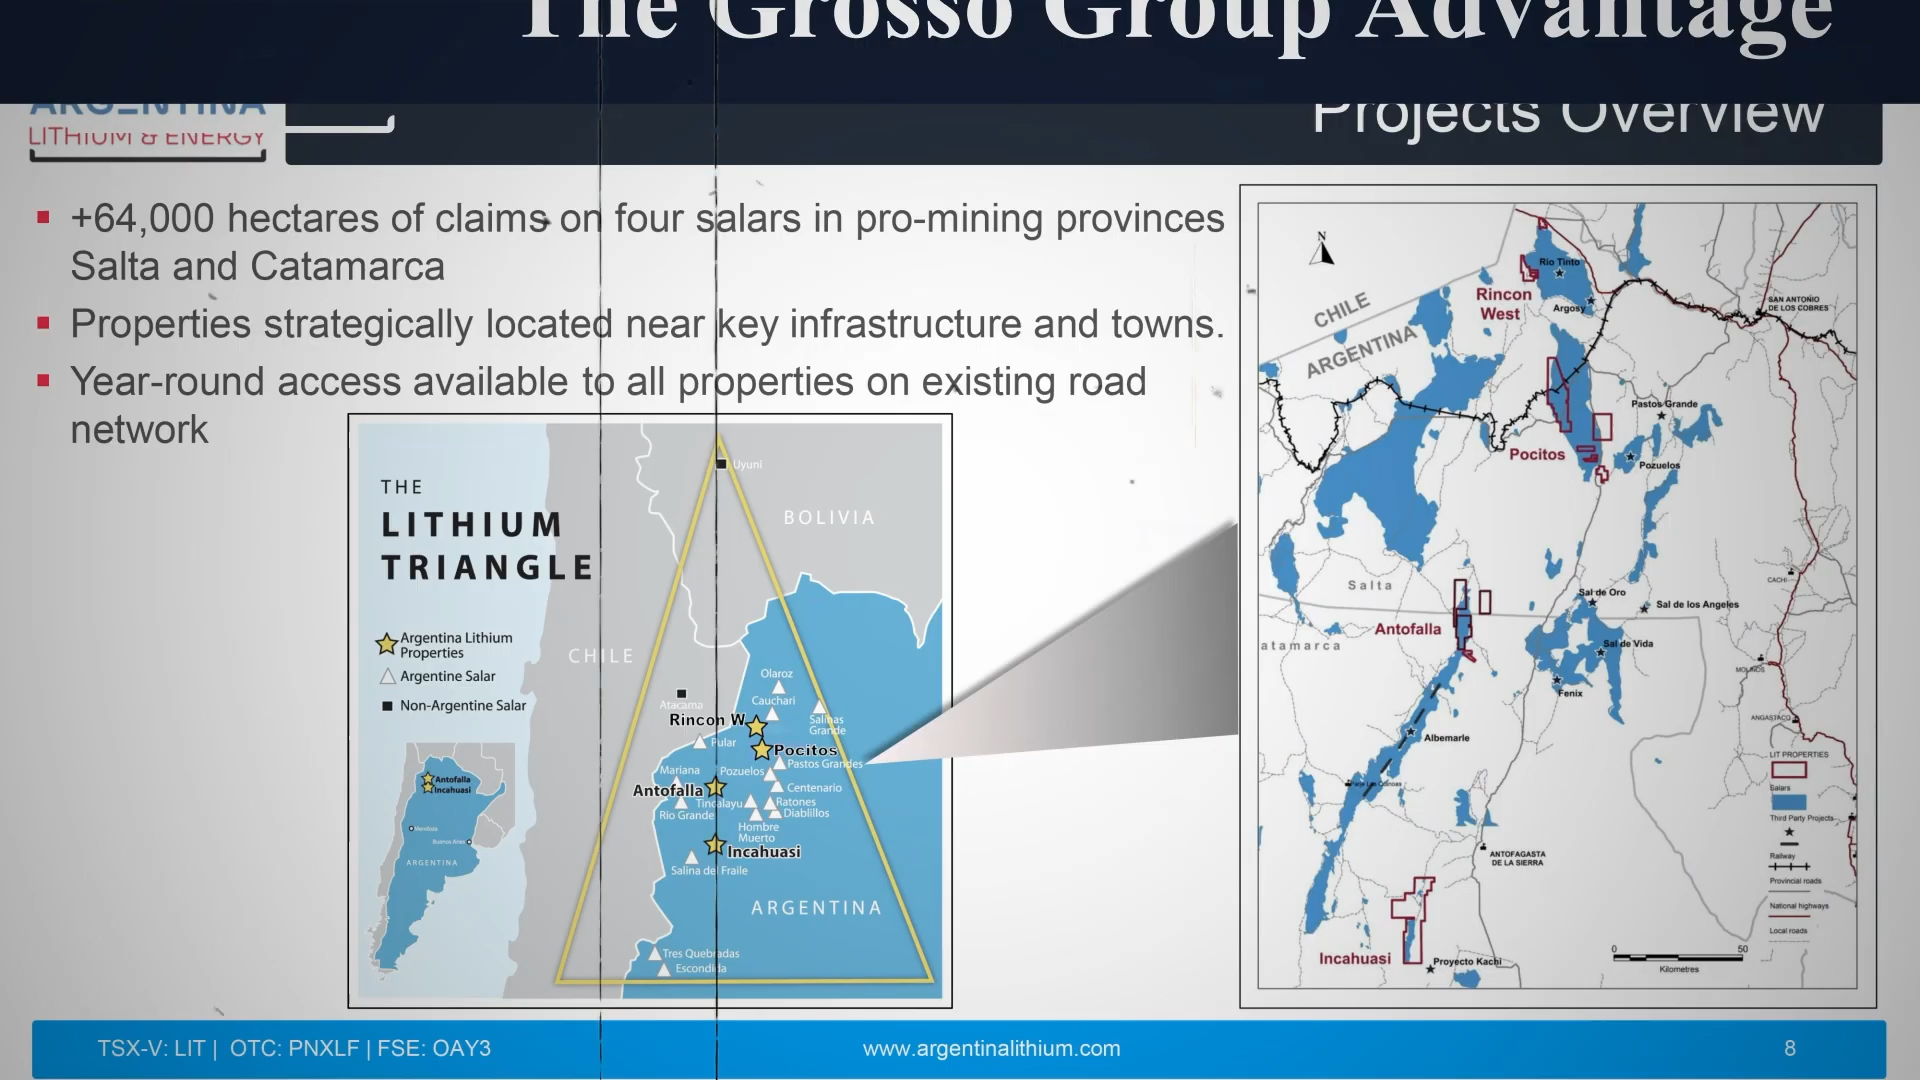 The Grosso Group Advantage
ARGENTINA
LITHIUM & ENERGY
Projects Overview
+64,000 hectares of claims on four salars in pro-mining provinces
Salta and Catamarca
Properties strategically located near key infrastructure and towns.
Year-round access available to all properties on existing road
network
THE
LITHIUM
TRIANGLE
Argentina Lithium
Properties
Argentine Salar
Non-Argentine Salar
Antofalla
Incahuasi
Mendoza
Buenos Aires
ARGENTINA
Uyuni
BOLIVIA
CHILE
Olaroz
Atacama
Cauchari
Rincon W
Salinas
Grande
Pular
Pocitos
Pastos Grandes
Mariana
Pozuelos
Antofalla
Centenario
Tincalayu
Ratones
Rio Grande
Diablillos
Hombre
Muerto
Incahuasi
Salina del Fraile
ARGENTINA
Tres Quebradas
Escondida
N
CHILE
ARGENTINA
Rio Tinto
Rincon
West
Argosy
SAN ANTONIO
DE LOS COBRES
Pastos Grande
Pocitos
Pozuelos
Salta
CACHI
Sal de Oro
Sal de los Angeles
Antofalla
atamarca
Sal de Vida
MOLINOS
Fenix
ANGASTACO
Albemarle
LIT PROPERTIES
Salars
Third Party Projects
Railway
Provincial roads
National highways
Local roads
ANTOFAGASTA
DE LA SIERRA
Incahuasi
Proyecto Kachi
0 50
Kilometres
TSX-V: LIT | OTC: PNXLF | FSE: OAY3
www.argentinalithium.com
8